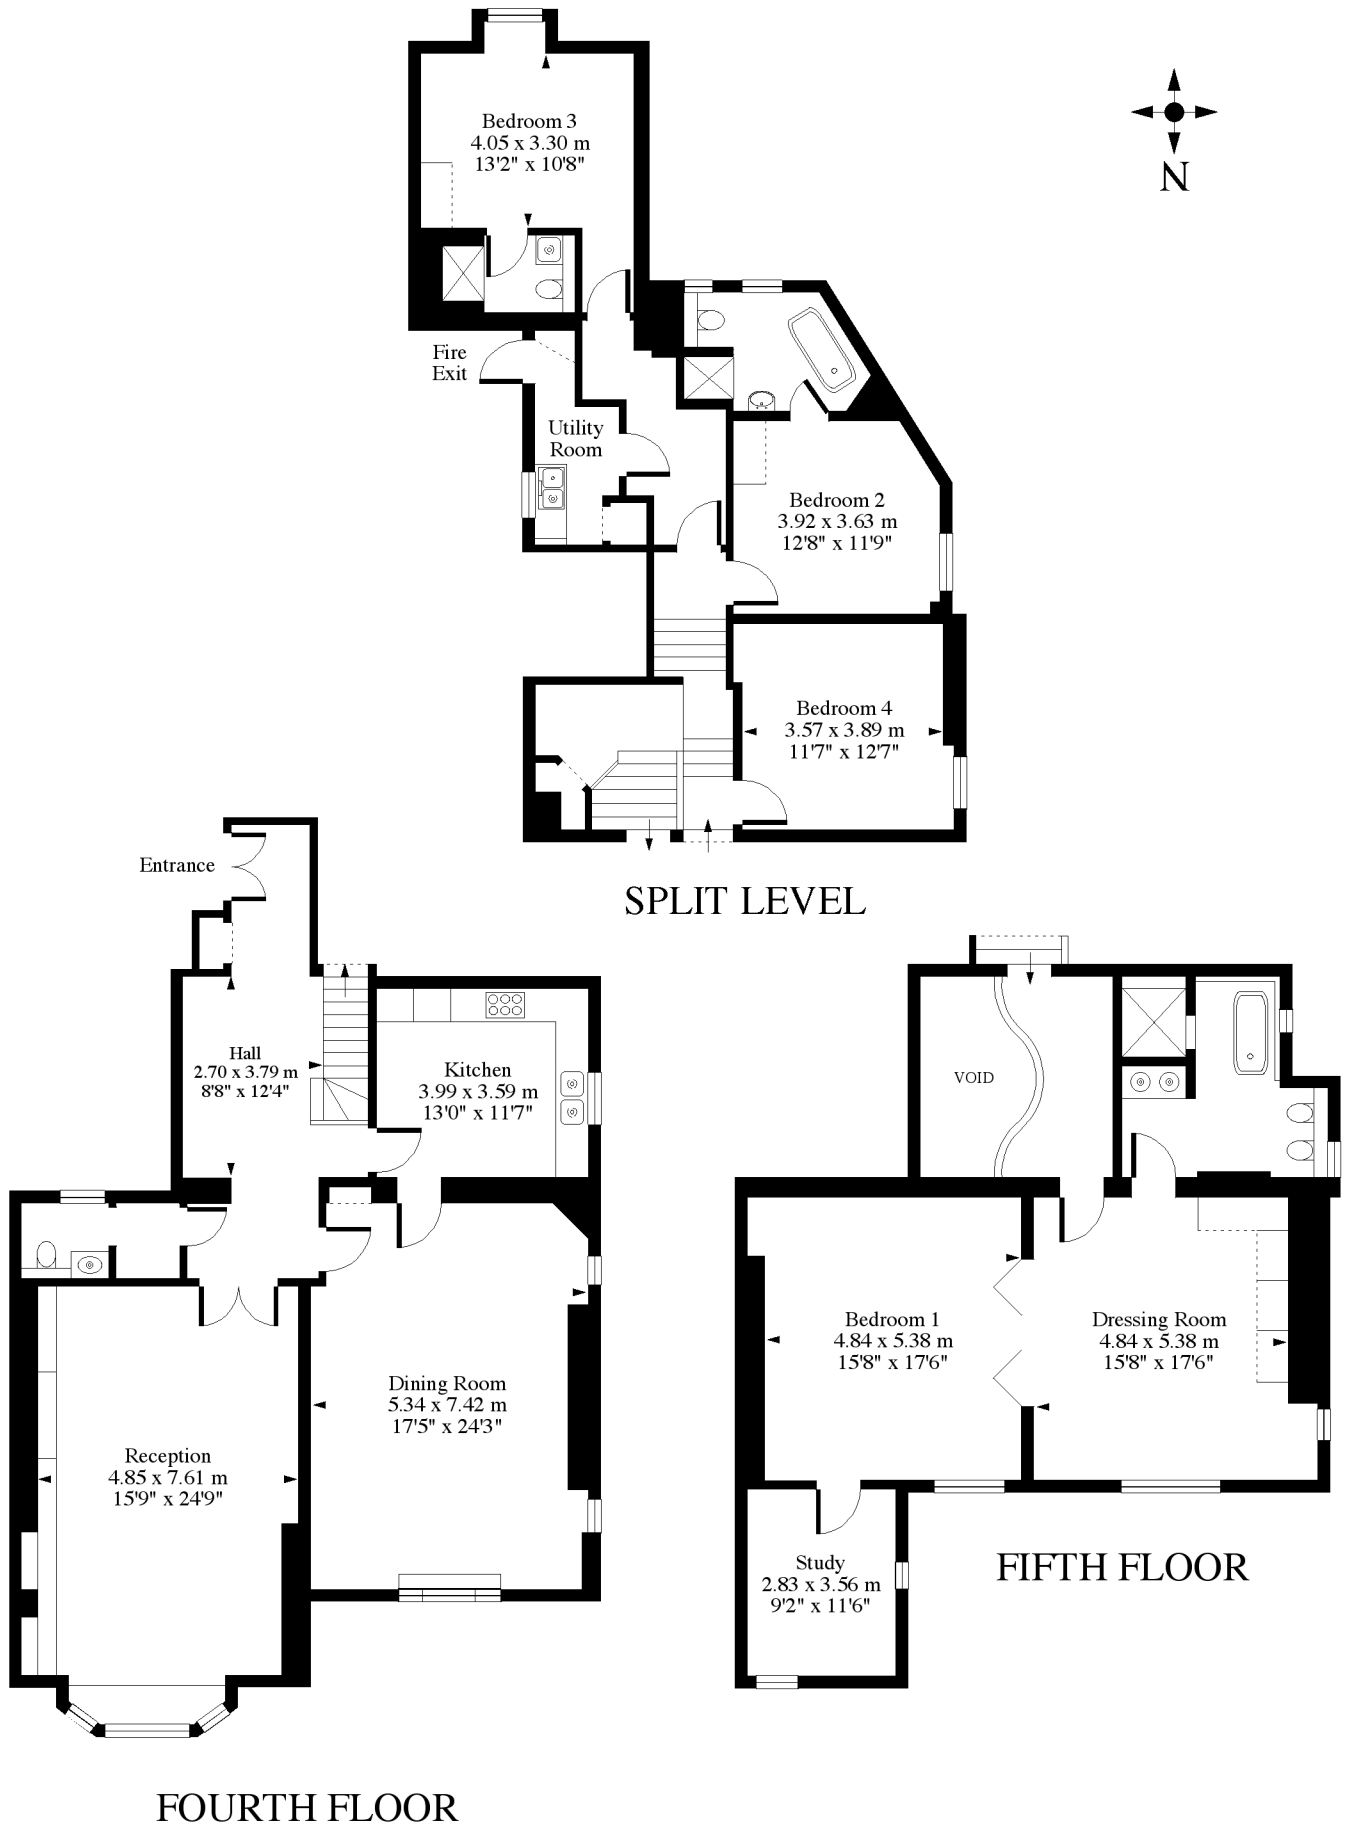 Bedroom 3
4.05 x 3.30 m
13'2" x 10'8"
N
Fire
Exit
Utility
Room
Bedroom 2
3.92 x 3.63 m
12'8" x 11'9"
Bedroom 4
3.57 x 3.89 m
11'7" x 12'7"
SPLIT LEVEL
Entrance
Hall
2.70 x 3.79 m
8'8" x 12'4"
Kitchen
3.99 x 3.59 m
13'0" x 11'7"
Dining Room
5.34 x 7.42 m
17'5" x 24'3"
Reception
4.85 x 7.61 m
15'9" x 24'9"
FOURTH FLOOR
VOID
Bedroom 1
4.84 x 5.38 m
15'8" x 17'6"
Dressing Room
4.84 x 5.38 m
15'8" x 17'6"
Study
2.83 x 3.56 m
9'2" x 11'6"
FIFTH FLOOR